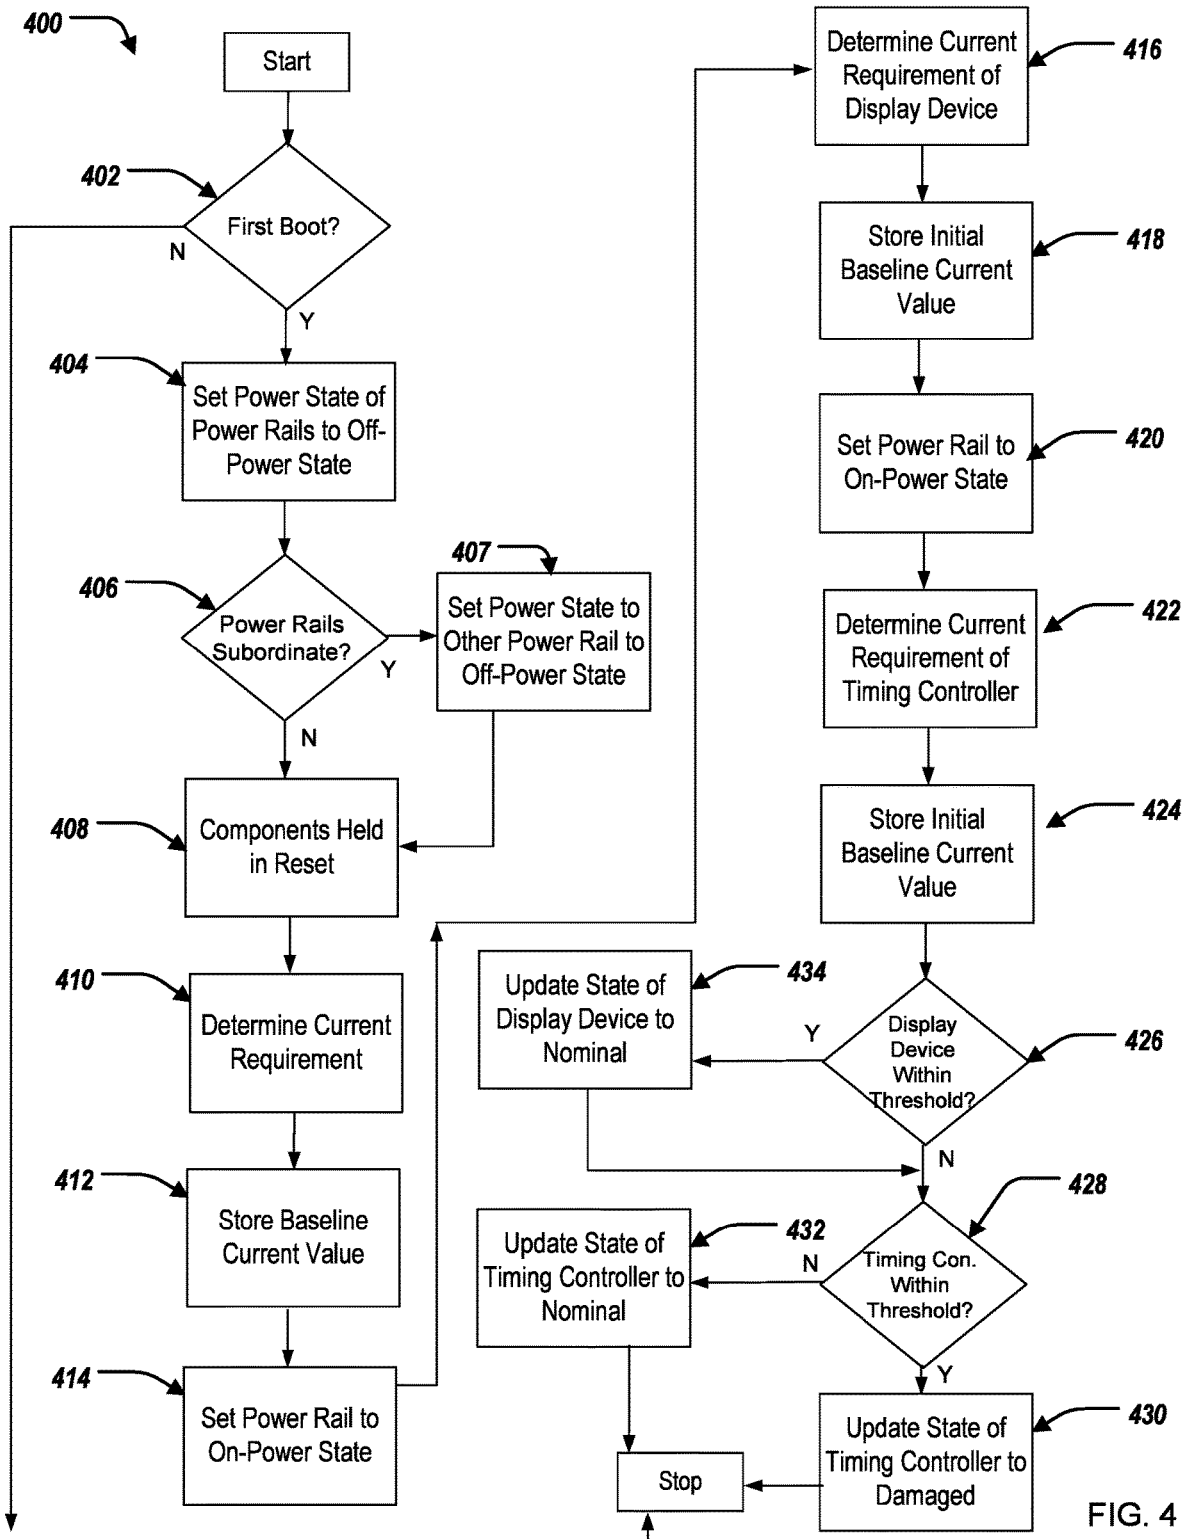 400
Start
402
First Boot?
N
Y
404
Set Power State of
Power Rails to Off-
Power State
406
Power Rails
Subordinate?
Y
N
407
Set Power State to
Other Power Rail to
Off-Power State
408
Components Held
in Reset
410
Determine Current
Requirement
412
Store Baseline
Current Value
414
Set Power Rail to
On-Power State
416
Determine Current
Requirement of
Display Device
418
Store Initial
Baseline Current
Value
420
Set Power Rail to
On-Power State
422
Determine Current
Requirement of
Timing Controller
424
Store Initial
Baseline Current
Value
426
Display
Device
Within
Threshold?
Y
N
434
Update State of
Display Device to
Nominal
428
Timing Con.
Within
Threshold?
N
Y
432
Update State of
Timing Controller to
Nominal
430
Update State of
Timing Controller to
Damaged
Stop
FIG. 4